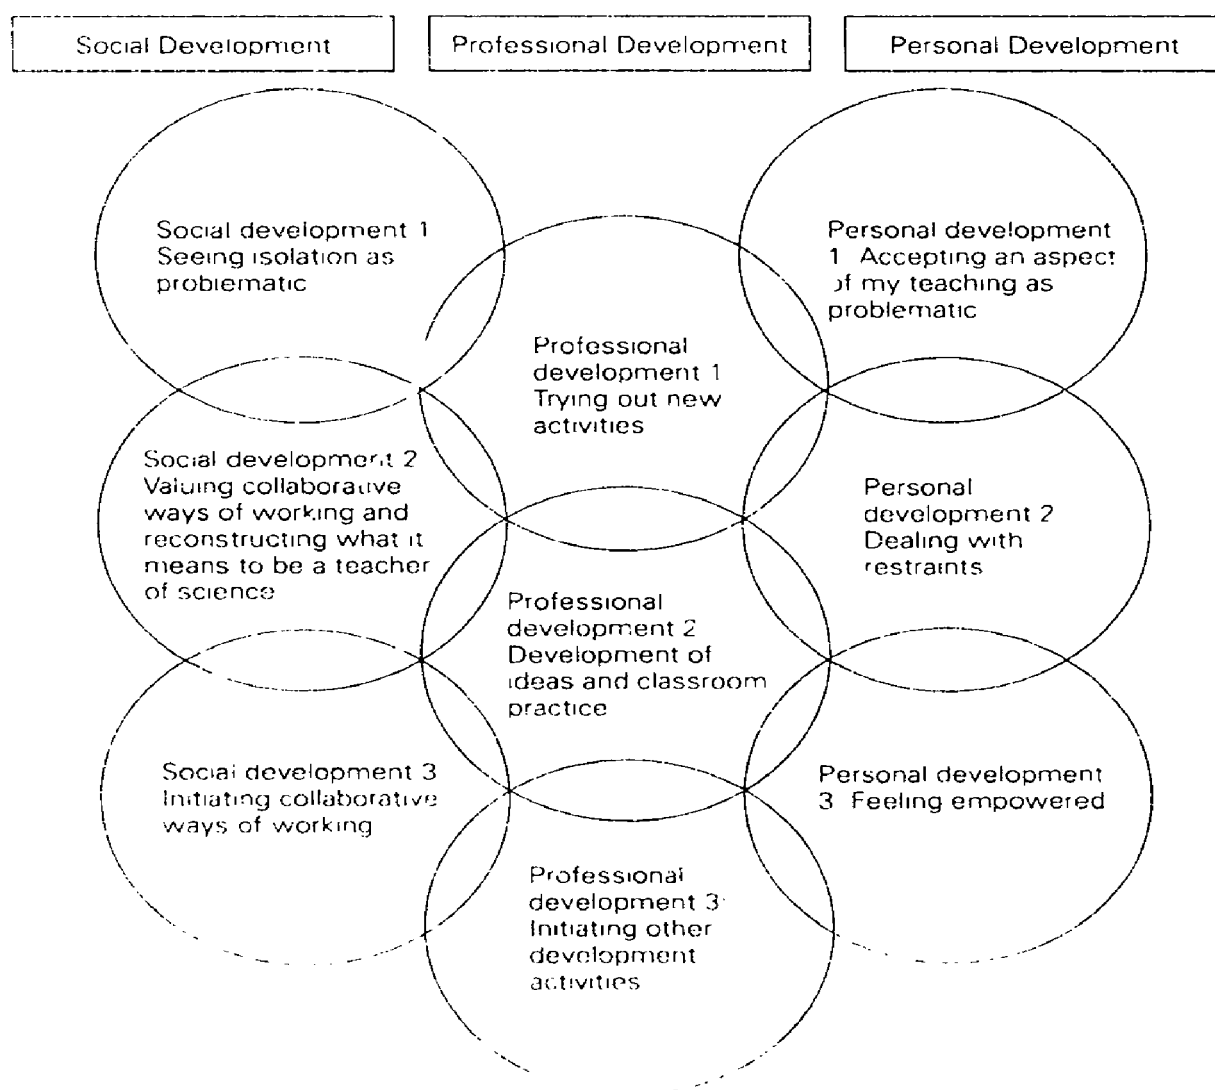 Social Development
Professional Development
Personal Development
Social development 1
Seeing isolation as
problematic
Personal development
1 Accepting an aspect
of my teaching as
problematic
Professional
development 1
Trying out new
activities
Social development 2
Valuing collaborative
ways of working and
reconstructing what it
means to be a teacher
of science
Personal
development 2
Dealing with
restraints
Professional
development 2
Development of
ideas and classroom
practice
Social development 3
Initiating collaborative
ways of working
Personal development
3 Feeling empowered
Professional
development 3:
Initiating other
development
activities